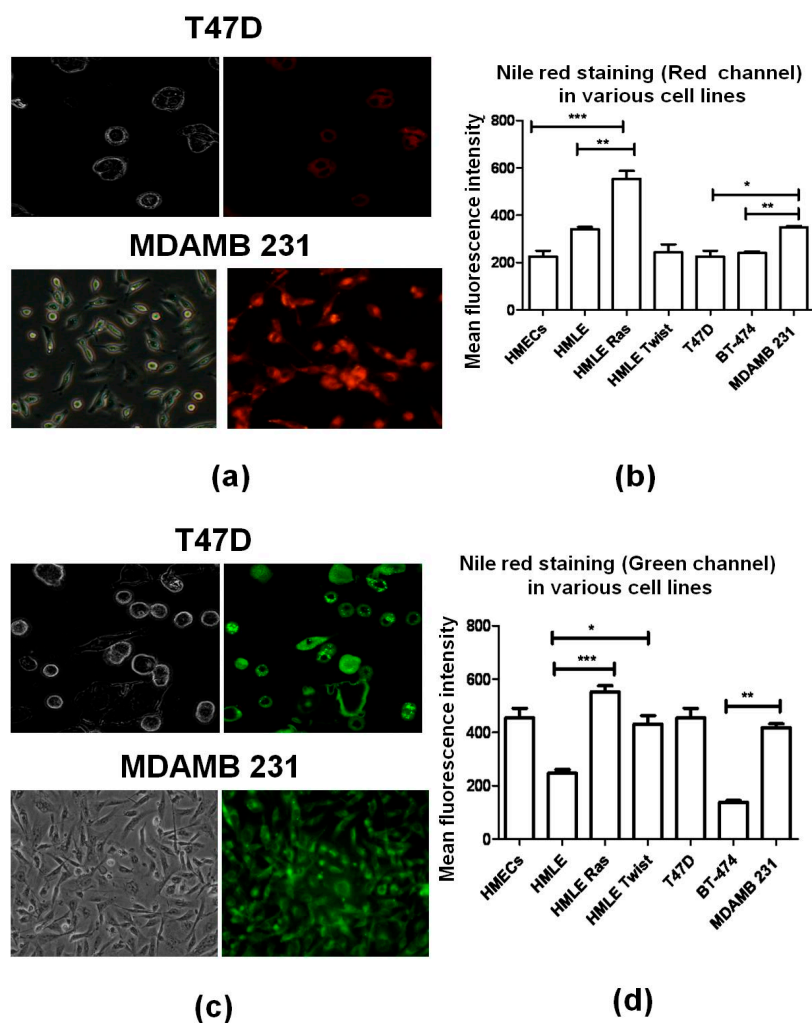 T47D
MDAMB 231
(a)
Nile red staining (Red channel)
in various cell lines
Mean fluorescence intensity
800
600
400
200
0
***
**
*
**
HMECs
HMLE
HMLE Ras
HMLE Twist
T47D
BT-474
MDAMB 231
(b)
T47D
MDAMB 231
(c)
Nile red staining (Green channel)
in various cell lines
Mean fluorescence intensity
800
600
400
200
0
*
***
**
HMECs
HMLE
HMLE Ras
HMLE Twist
T47D
BT-474
MDAMB 231
(d)